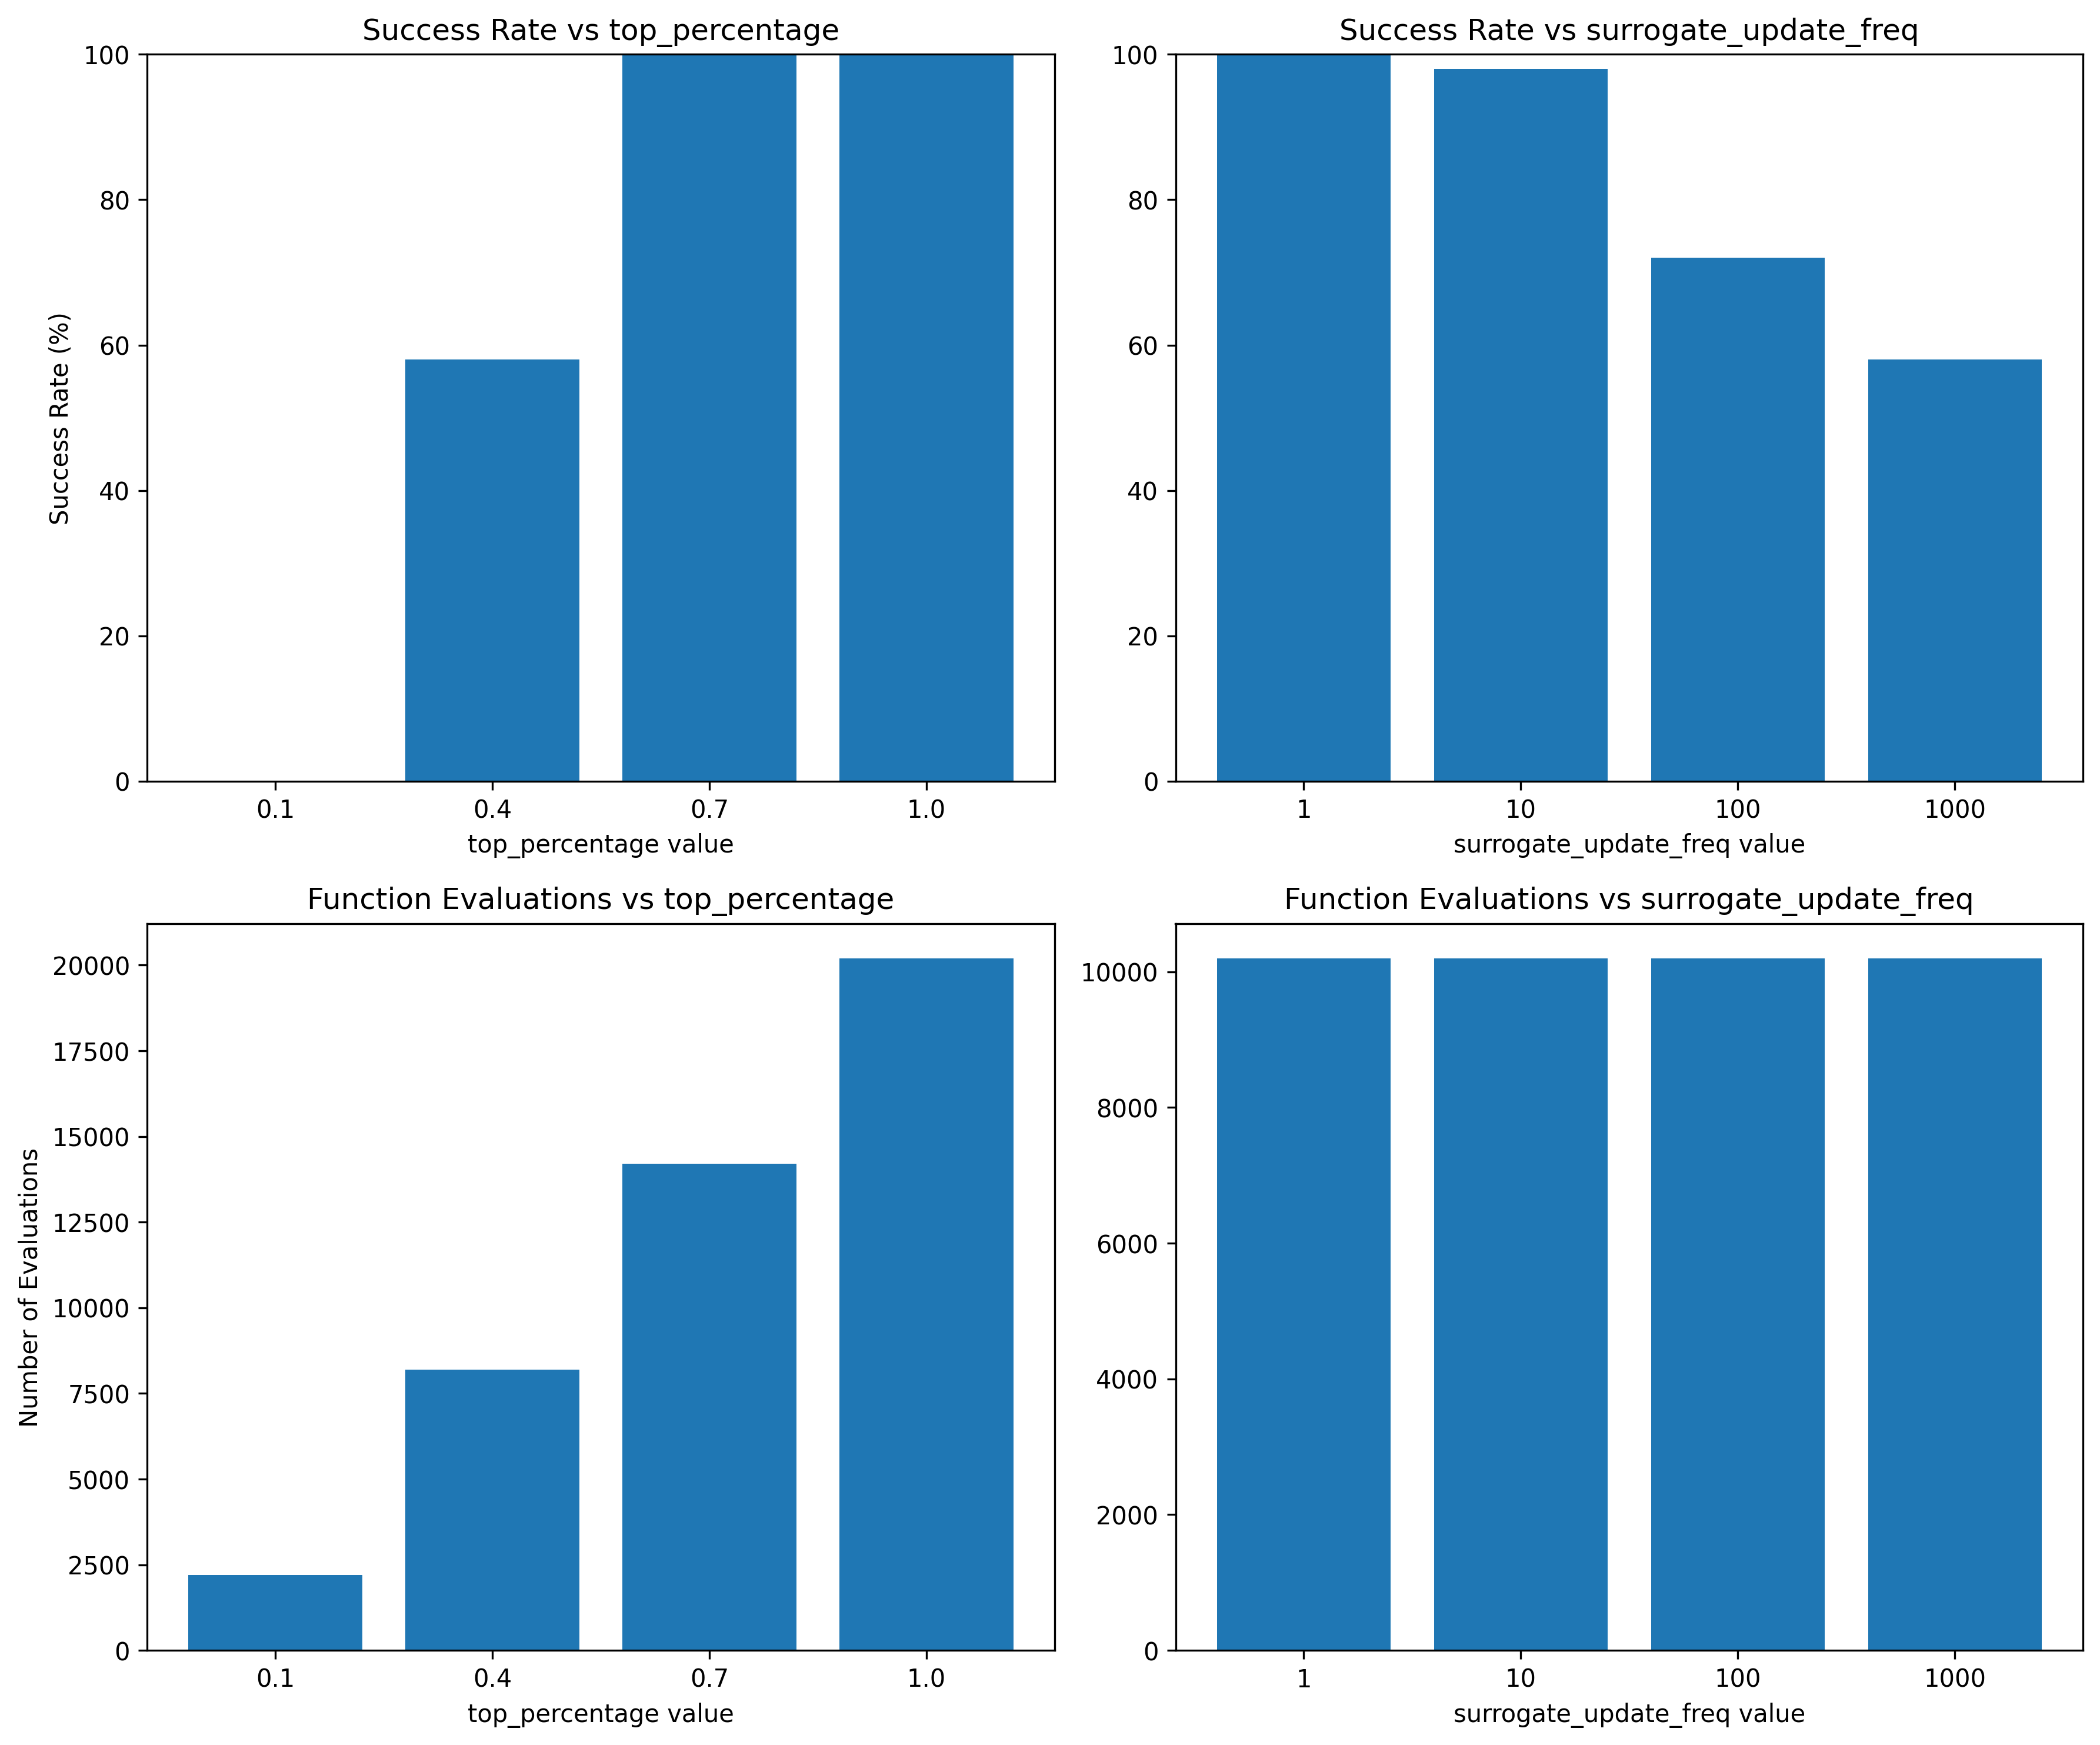 Success Rate vs top_percentage
Success Rate (%)
100
80
60
40
20
0
0.1 0.4 0.7 1.0
top_percentage value
Success Rate vs surrogate_update_freq
100
80
60
40
20
0
1 10 100 1000
surrogate_update_freq value
Function Evaluations vs top_percentage
Number of Evaluations
20000
17500
15000
12500
10000
7500
5000
2500
0
0.1 0.4 0.7 1.0
top_percentage value
Function Evaluations vs surrogate_update_freq
10000
8000
6000
4000
2000
0
1 10 100 1000
surrogate_update_freq value